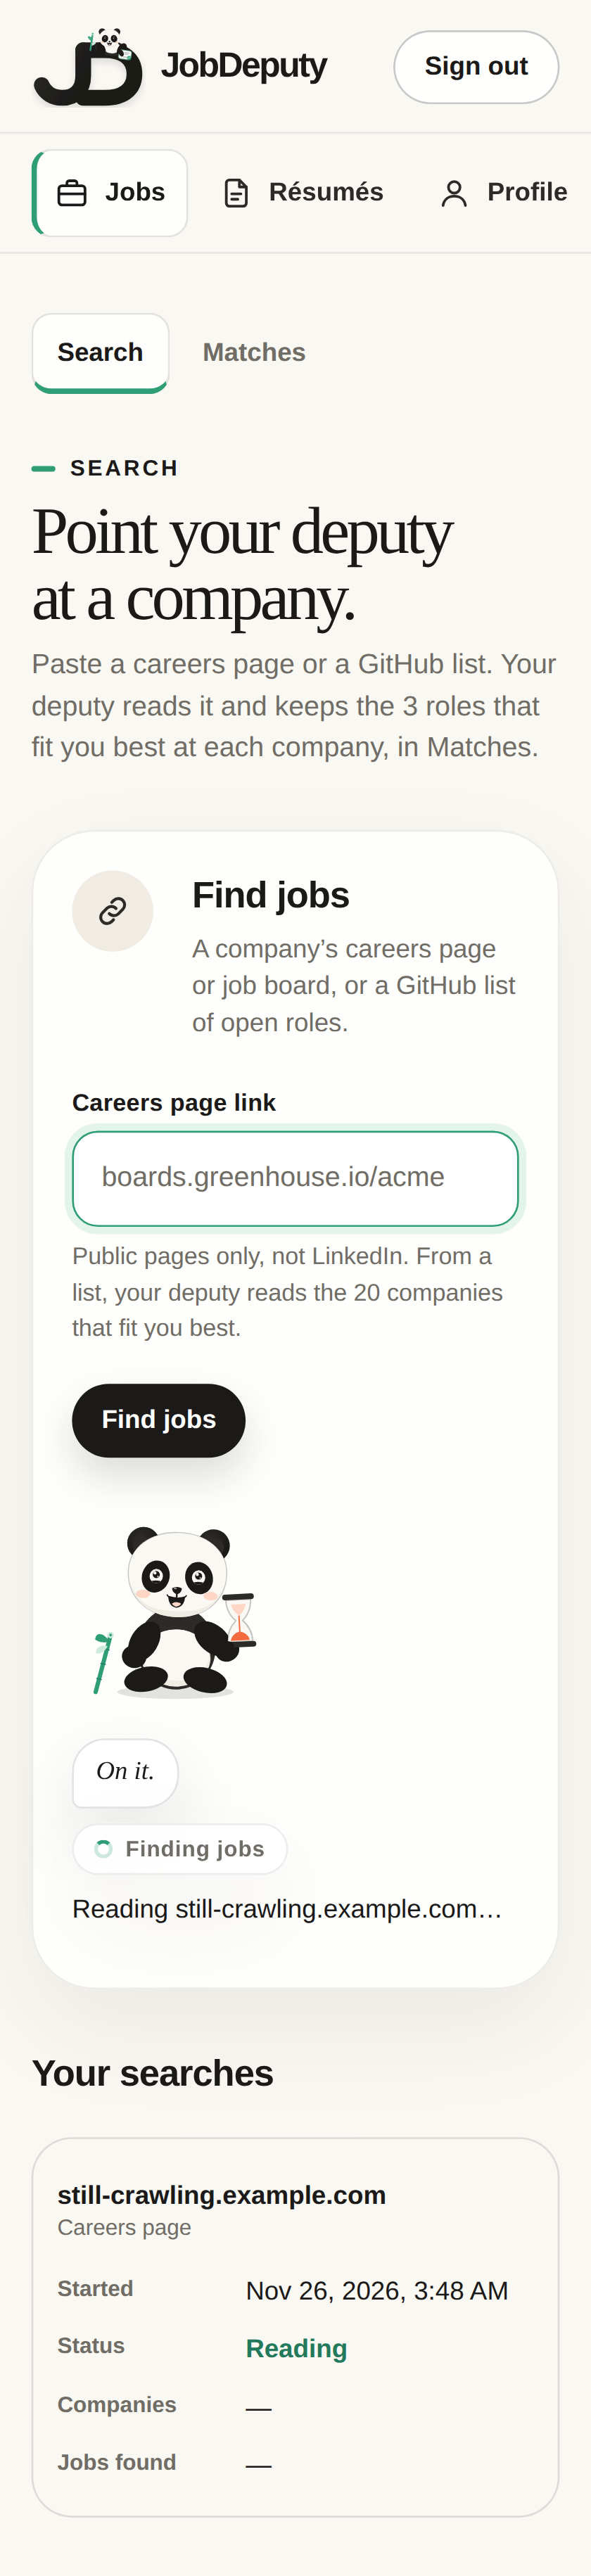 JobDeputy
Sign out
Jobs
Résumés
Profile
Search
Matches
SEARCH
Point your deputy
at a company.
Paste a careers page or a GitHub list. Your
deputy reads it and keeps the 3 roles that
fit you best at each company, in Matches.
Find jobs
A company’s careers page
or job board, or a GitHub list
of open roles.
Careers page link
boards.greenhouse.io/acme
Public pages only, not LinkedIn. From a
list, your deputy reads the 20 companies
that fit you best.
Find jobs
On it.
Finding jobs
Reading still-crawling.example.com…
Your searches
still-crawling.example.com
Careers page
Started
Nov 26, 2026, 3:48 AM
Status
Reading
Companies
—
Jobs found
—